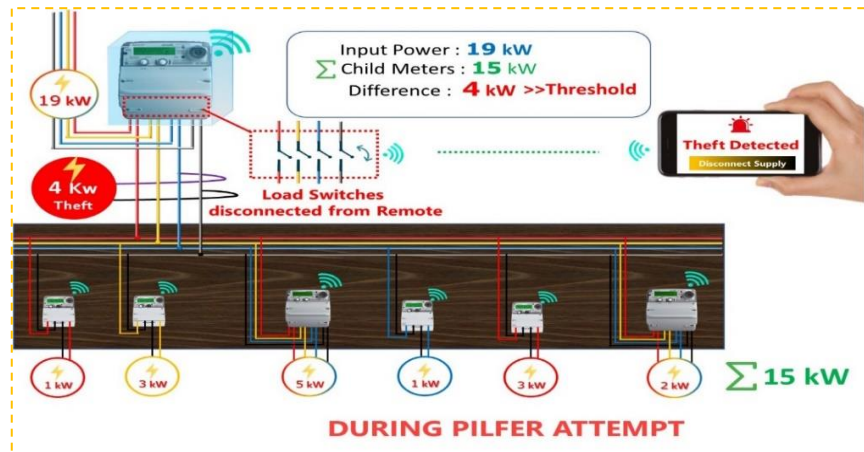 Input Power : 19 kW
∑ Child Meters : 15 kW
Difference : 4 kW >>Threshold
19 kW
Theft Detected
Disconnect Supply
4 Kw
Theft
Load Switches
disconnected from Remote
1 kW
3 kW
5 kW
1 kW
3 kW
2 kW
∑ 15 kW
DURING PILFER ATTEMPT